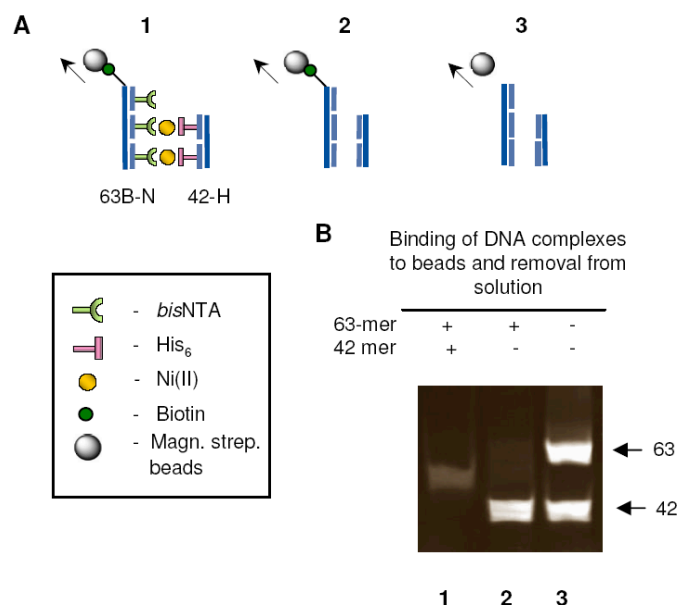 A 1 2 3
63B-N 42-H
B
Binding of DNA complexes
to beads and removal from
solution
63-mer + + -
42 mer + - -
- bisNTA
- His6
- Ni(II)
- Biotin
- Magn. strep.
beads
63
42
1 2 3